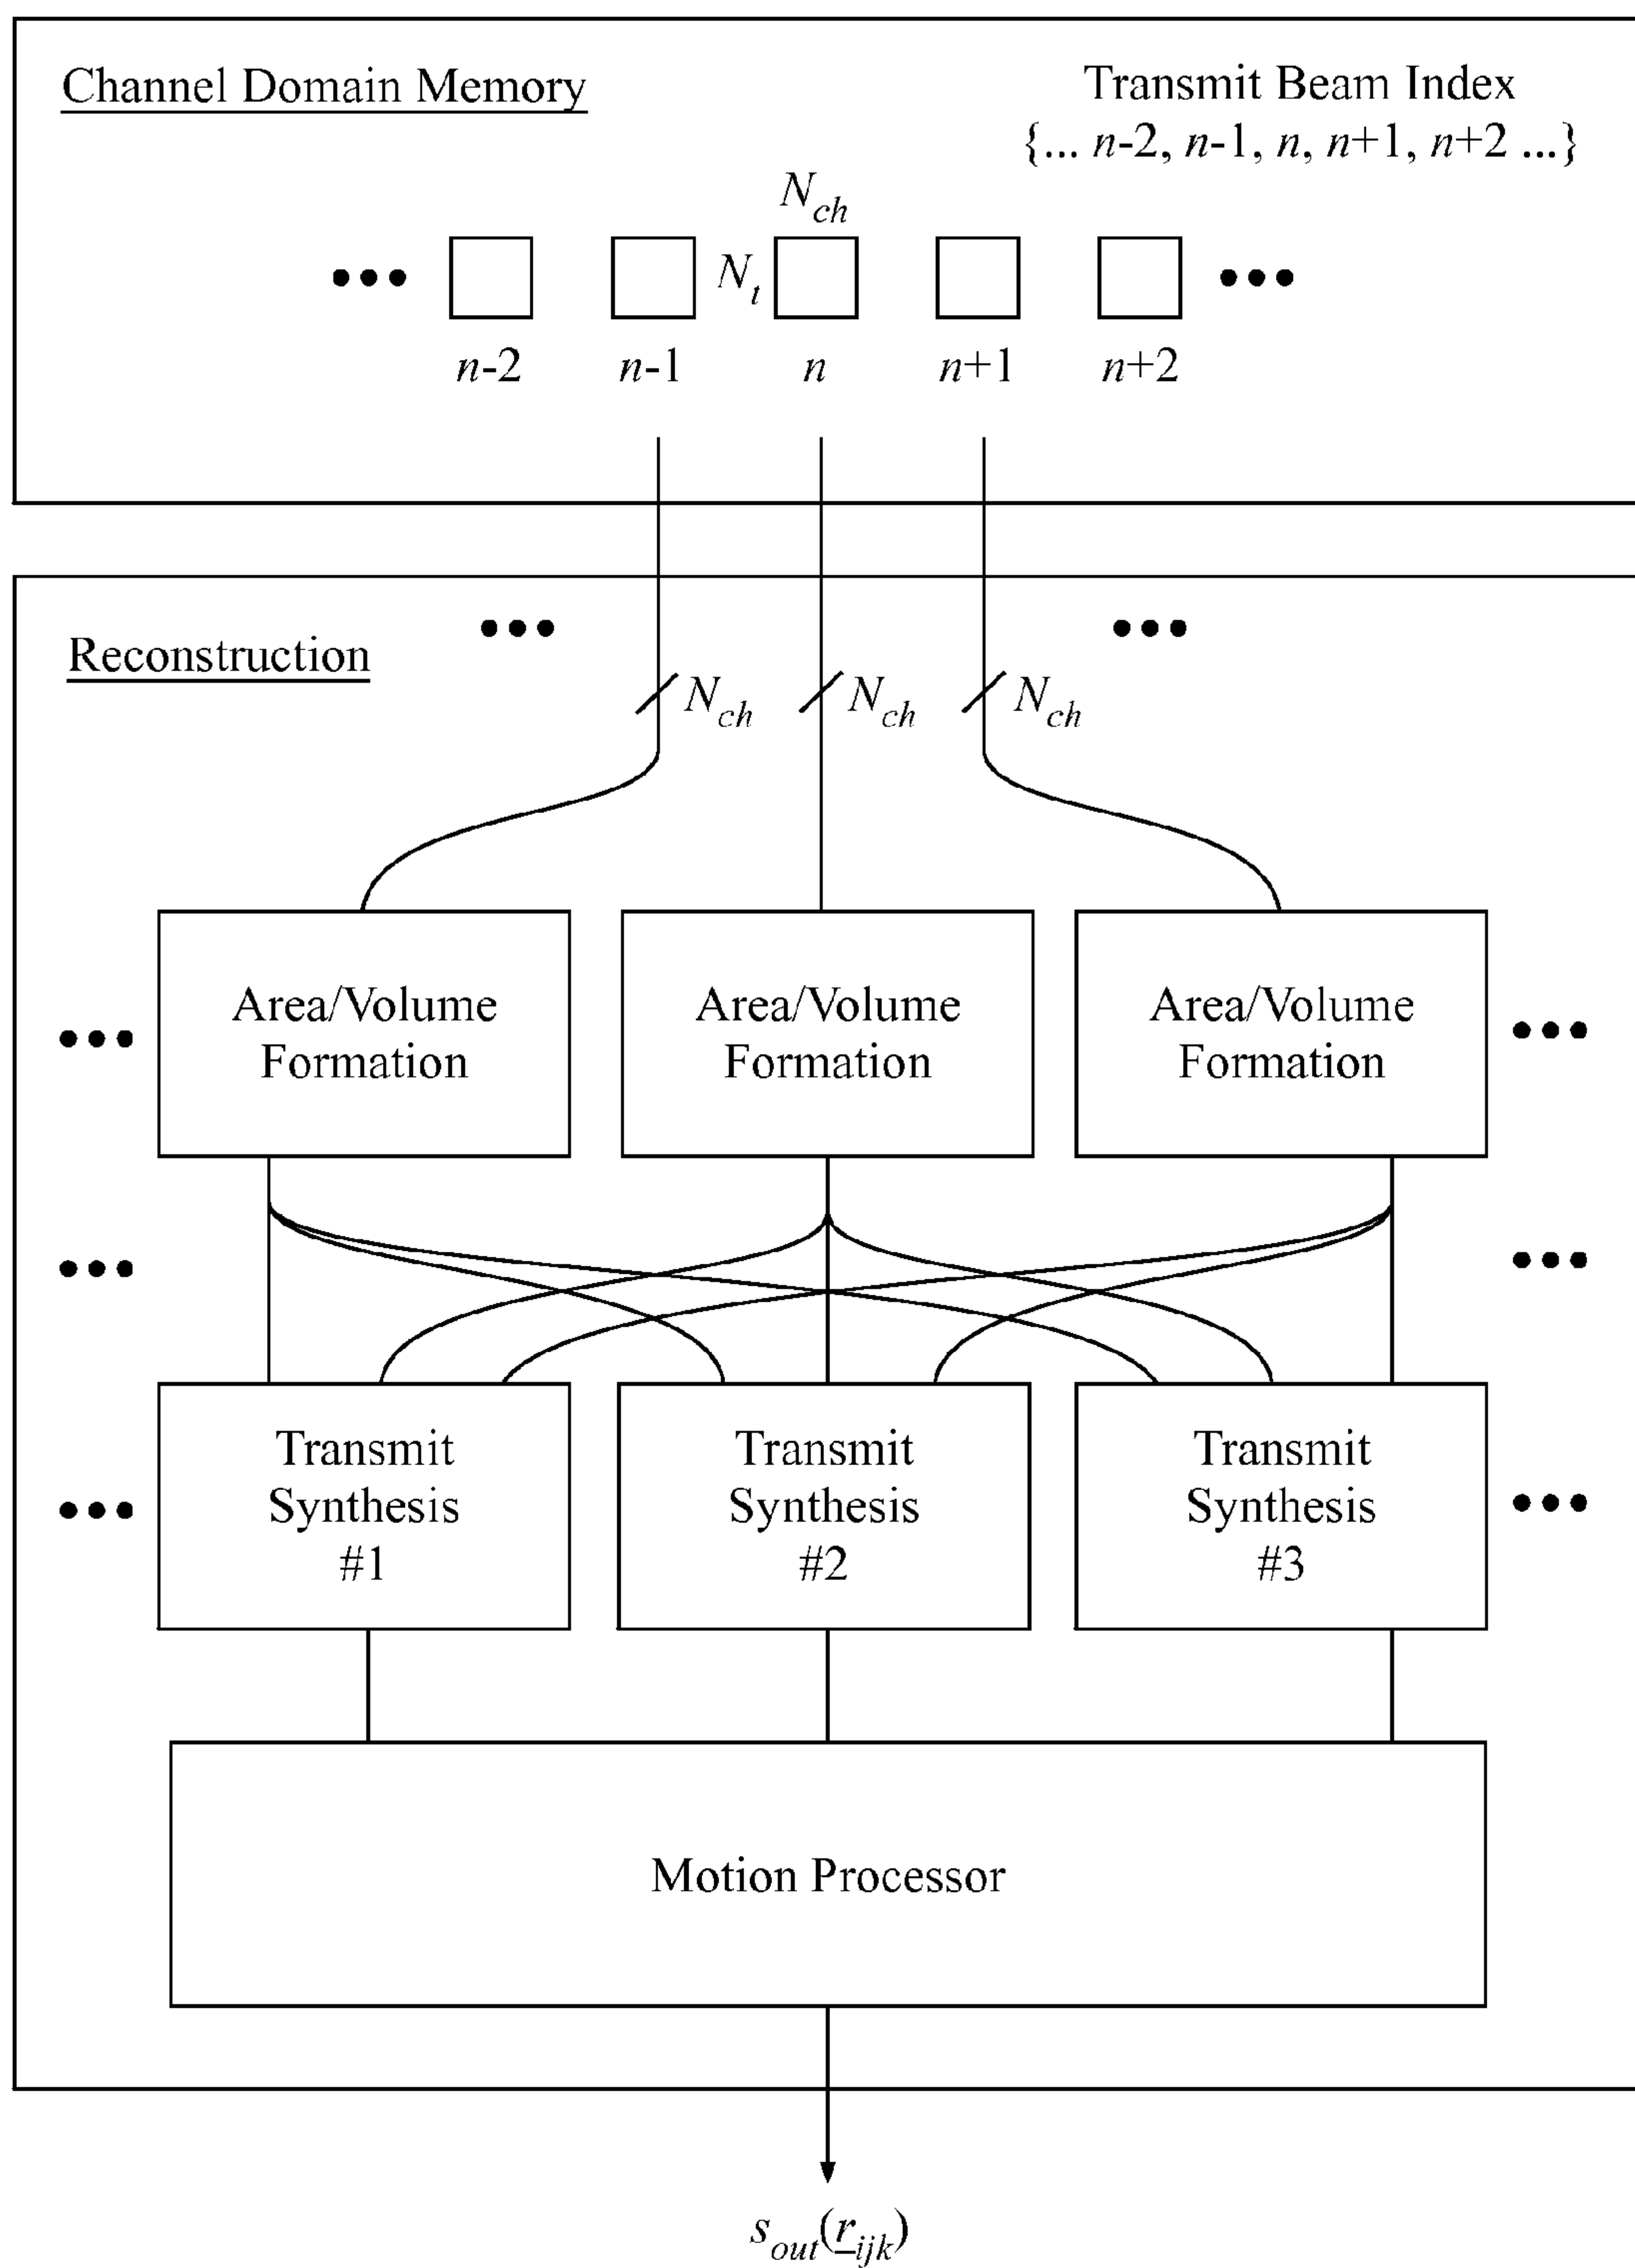 Channel Domain Memory
Transmit Beam Index
{... n-2, n-1, n, n+1, n+2 ...}
N_ch
••• N_t •••
n-2 n-1 n n+1 n+2
Reconstruction
••• •••
N_ch N_ch N_ch
Area/Volume Formation
Area/Volume Formation
Area/Volume Formation
Transmit Synthesis #1
Transmit Synthesis #2
Transmit Synthesis #3
Motion Processor
s_out(r_ijk)